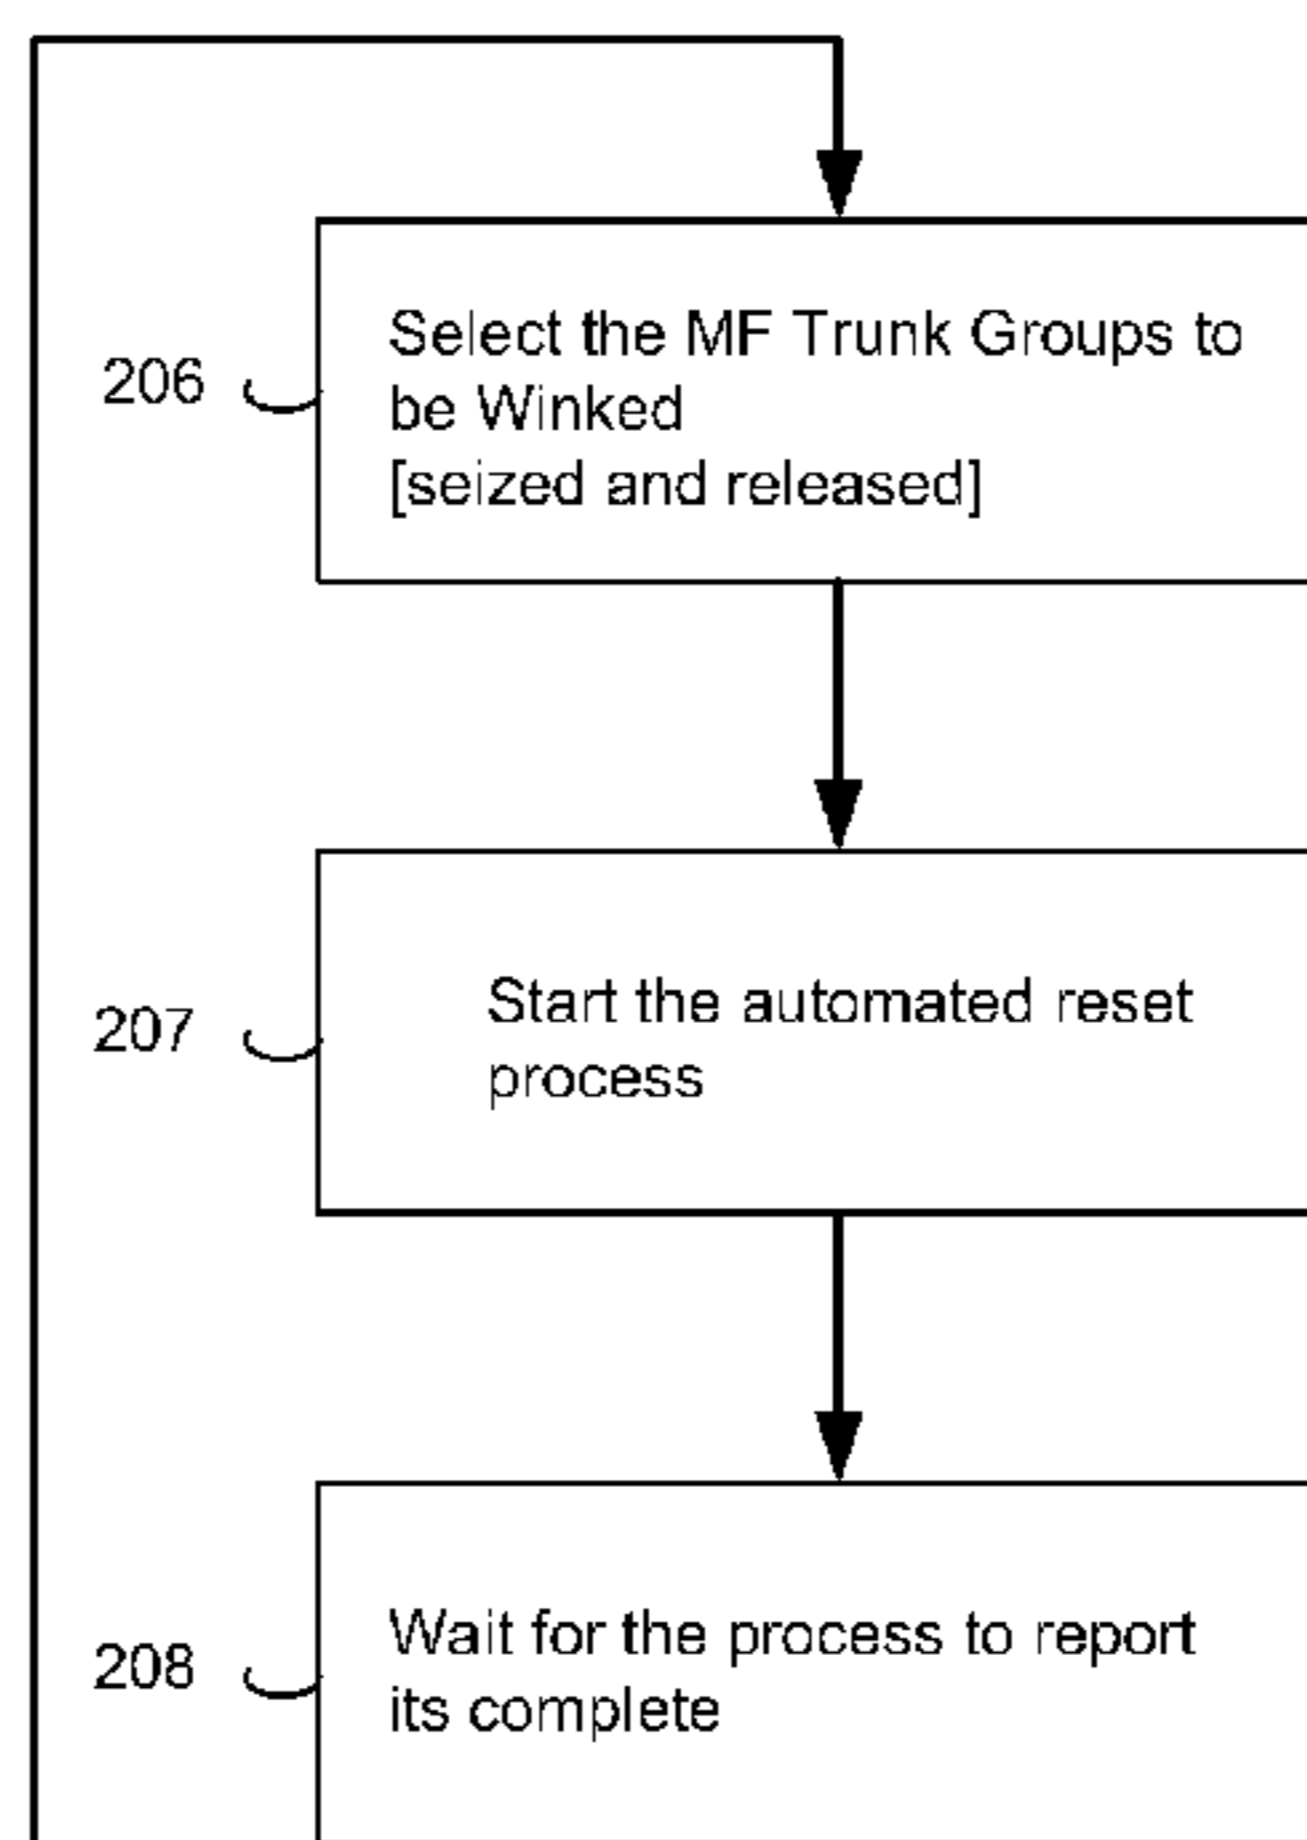 206
Select the MF Trunk Groups to
be Winked
[seized and released]
207
Start the automated reset
process
208
Wait for the process to report
its complete